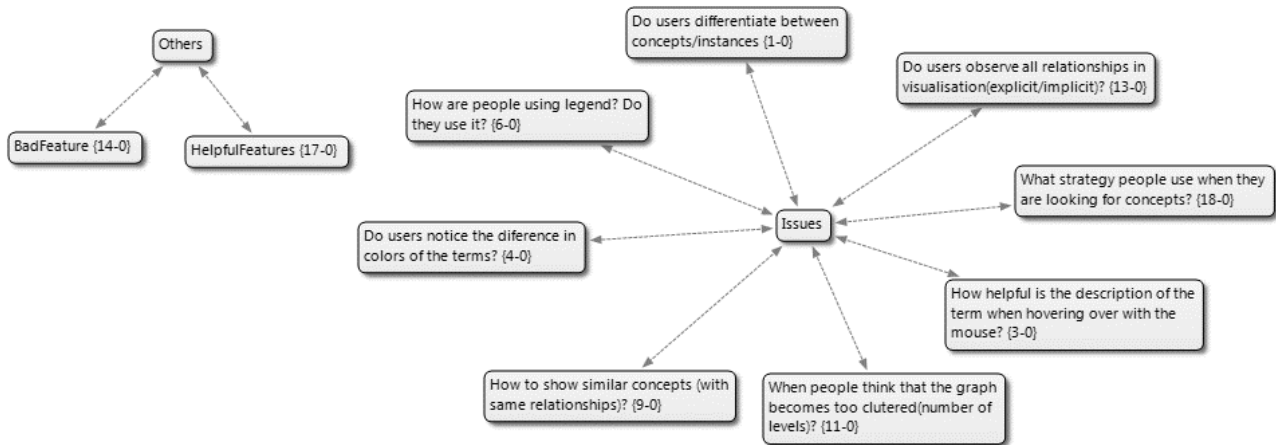 Others
BadFeature {14-0}
HelpfulFeatures {17-0}
Do users differentiate between
concepts/instances {1-0}
Do users observe all relationships in
visualisation(explicit/implicit)? {13-0}
How are people using legend? Do
they use it? {6-0}
What strategy people use when they
are looking for concepts? {18-0}
Issues
Do users notice the diference in
colors of the terms? {4-0}
How helpful is the description of the
term when hovering over with the
mouse? {3-0}
How to show similar concepts (with
same relationships)? {9-0}
When people think that the graph
becomes too clutered(number of
levels)? {11-0}